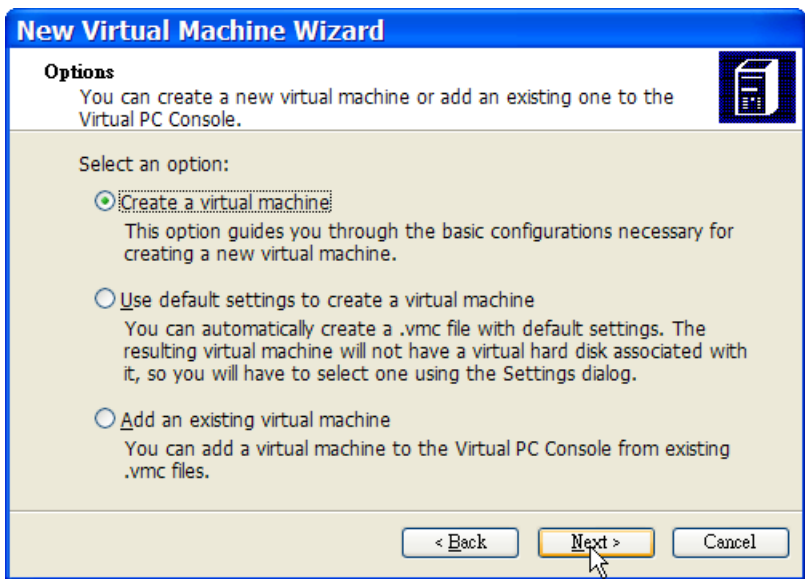 New Virtual Machine Wizard
Options
You can create a new virtual machine or add an existing one to the
Virtual PC Console.
Select an option:
Create a virtual machine
This option guides you through the basic configurations necessary for
creating a new virtual machine.
Use default settings to create a virtual machine
You can automatically create a .vmc file with default settings. The
resulting virtual machine will not have a virtual hard disk associated with
it, so you will have to select one using the Settings dialog.
Add an existing virtual machine
You can add a virtual machine to the Virtual PC Console from existing
.vmc files.
< Back Next > Cancel